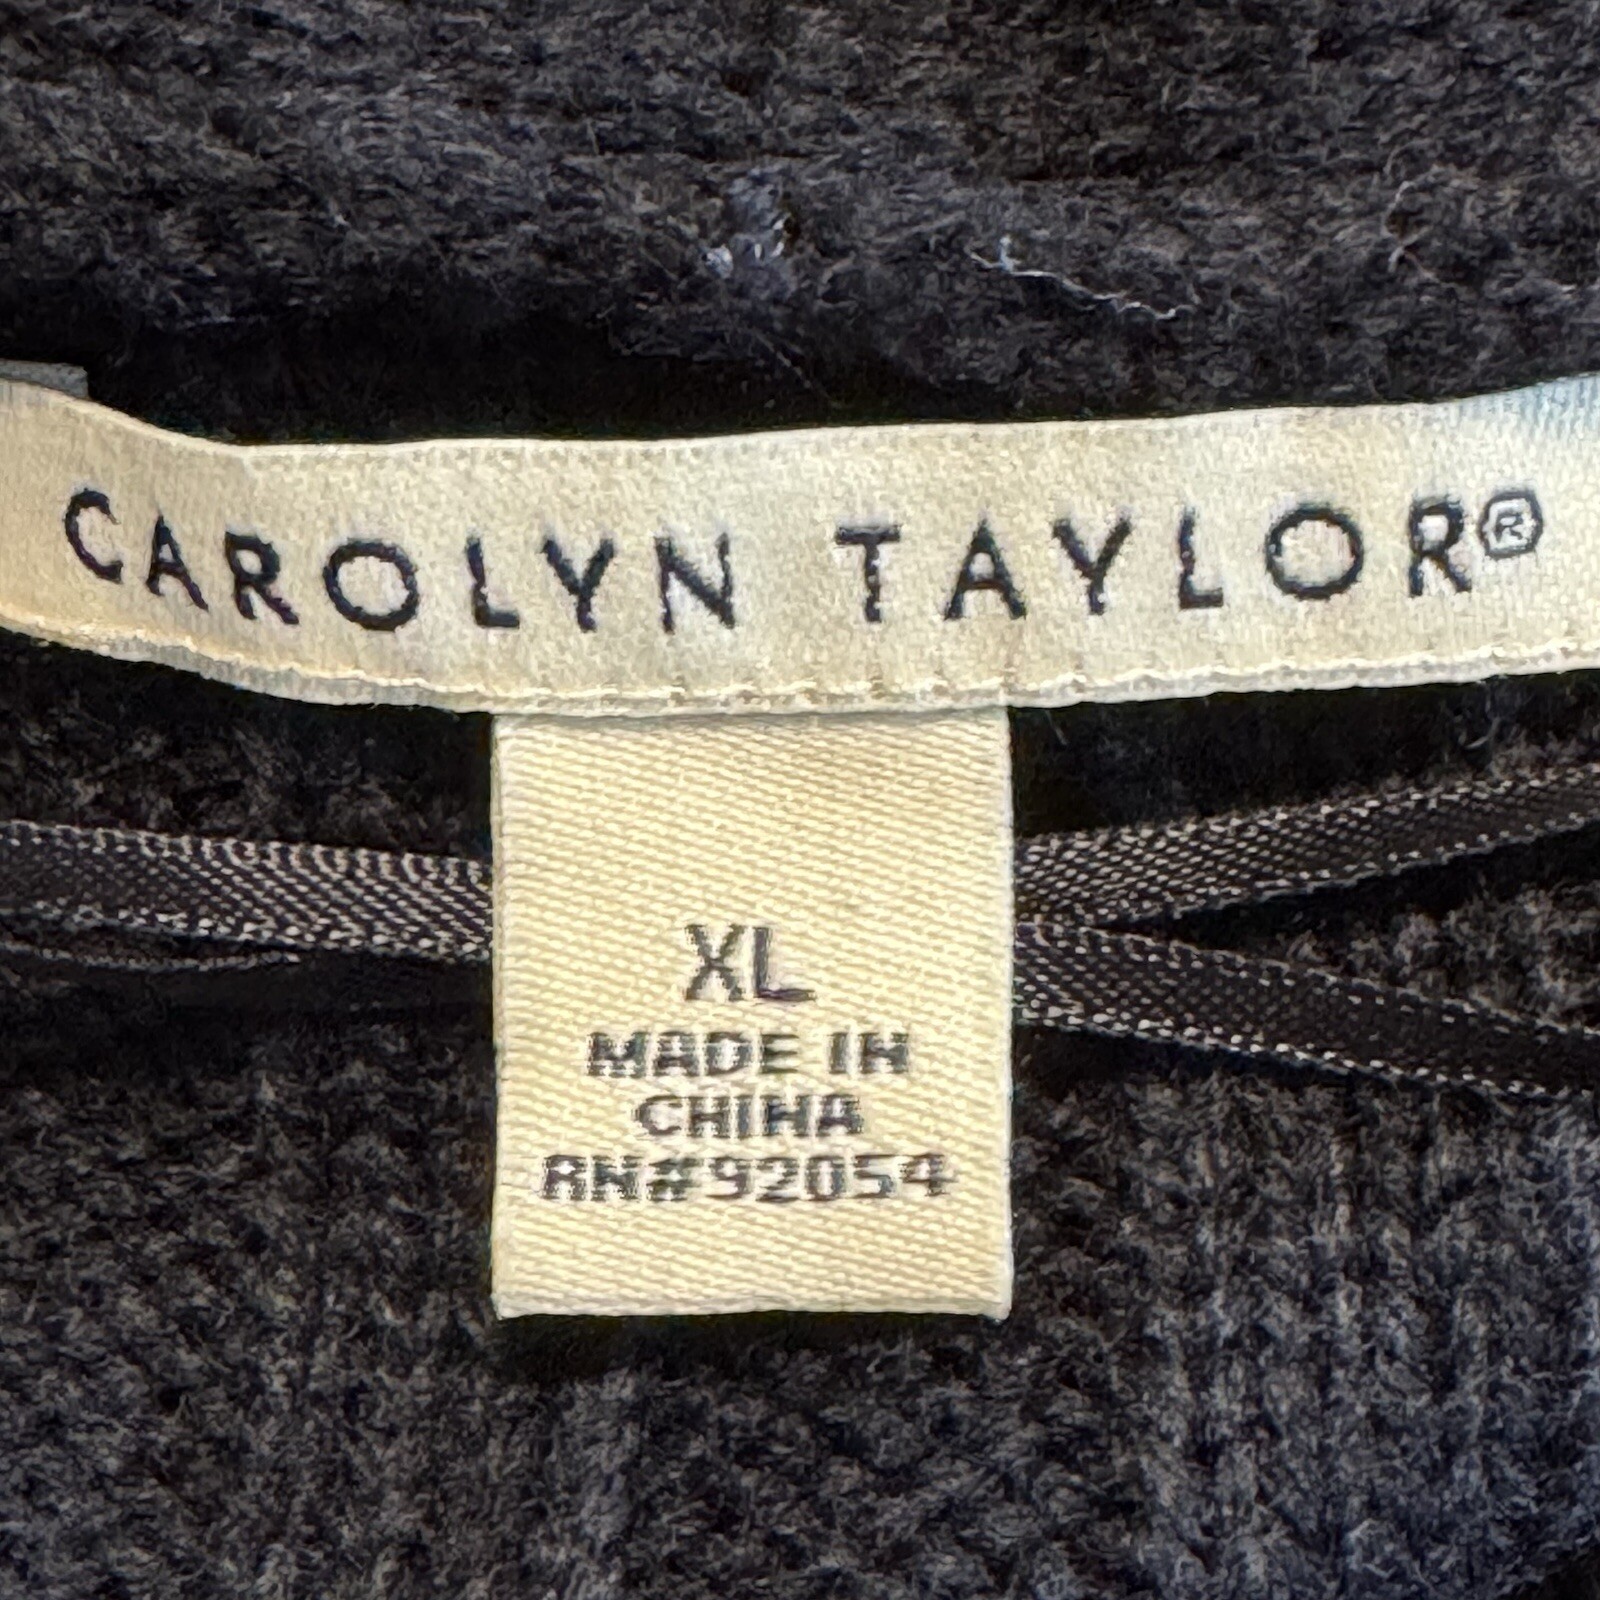 CAROLYN TAYLOR®
XL
MADE IN
CHINA
RN#92054